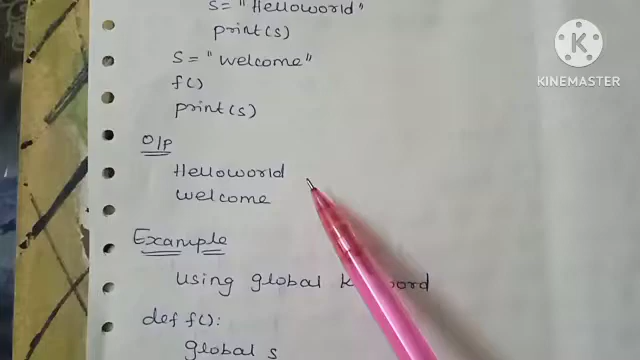 s= "Helloworld"
print(s)
s= "welcome"
f()
print(s)
O/p
Helloworld
welcome
Example
using global
def f():
global s
KINEMASTER